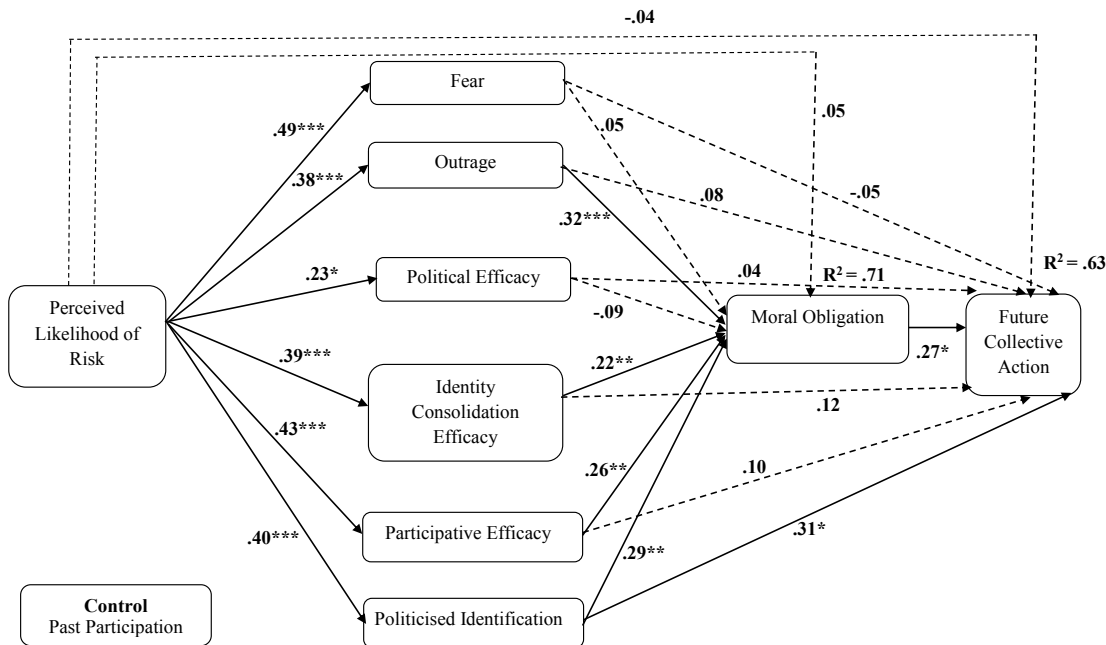 -.04
Fear
.49***
.05
.05
Outrage
.38***
.08
-.05
.32***
Political Efficacy
.23*
.04
R² = .71
R² = .63
-.09
Perceived
Likelihood of
Risk
Moral Obligation
Future
Collective
Action
.27*
.39***
.22**
Identity
Consolidation
Efficacy
.12
.43***
.26**
.10
Participative Efficacy
.40***
.31*
.29**
Politicised Identification
Control
Past Participation